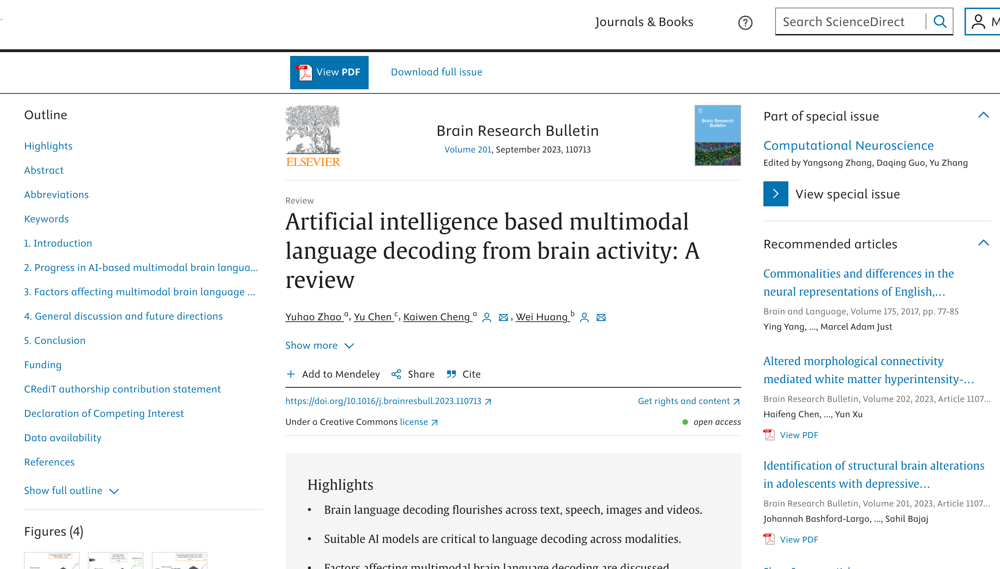 Journals & Books
Search ScienceDirect
M
View PDF
Download full issue
Outline
Highlights
Abstract
Abbreviations
Keywords
1. Introduction
2. Progress in AI-based multimodal brain langua...
3. Factors affecting multimodal brain language ...
4. General discussion and future directions
5. Conclusion
Funding
CRediT authorship contribution statement
Declaration of Competing Interest
Data availability
References
Show full outline
Figures (4)
ELSEVIER
Brain Research Bulletin
Volume 201, September 2023, 110713
Brain Research
Bulletin
Review
Artificial intelligence based multimodal
language decoding from brain activity: A
review
Yuhao Zhao a, Yu Chen c, Kaiwen Cheng a, Wei Huang b
Show more
Add to Mendeley Share Cite
https://doi.org/10.1016/j.brainresbull.2023.110713
Get rights and content
Under a Creative Commons license
open access
Highlights
• Brain language decoding flourishes across text, speech, images and videos.
• Suitable AI models are critical to language decoding across modalities.
• Factors affecting multimodal brain language decoding are discussed
Part of special issue
Computational Neuroscience
Edited by Yangsong Zhang, Daqing Guo, Yu Zhang
View special issue
Recommended articles
Commonalities and differences in the
neural representations of English,...
Brain and Language, Volume 175, 2017, pp. 77-85
Ying Yang, ..., Marcel Adam Just
Altered morphological connectivity
mediated white matter hyperintensity-...
Brain Research Bulletin, Volume 202, 2023, Article 1107...
Haifeng Chen, ..., Yun Xu
PDF
View PDF
Identification of structural brain alterations
in adolescents with depressive...
Brain Research Bulletin, Volume 201, 2023, Article 1107...
Johannah Bashford-Largo, ..., Sahil Bajaj
PDF
View PDF